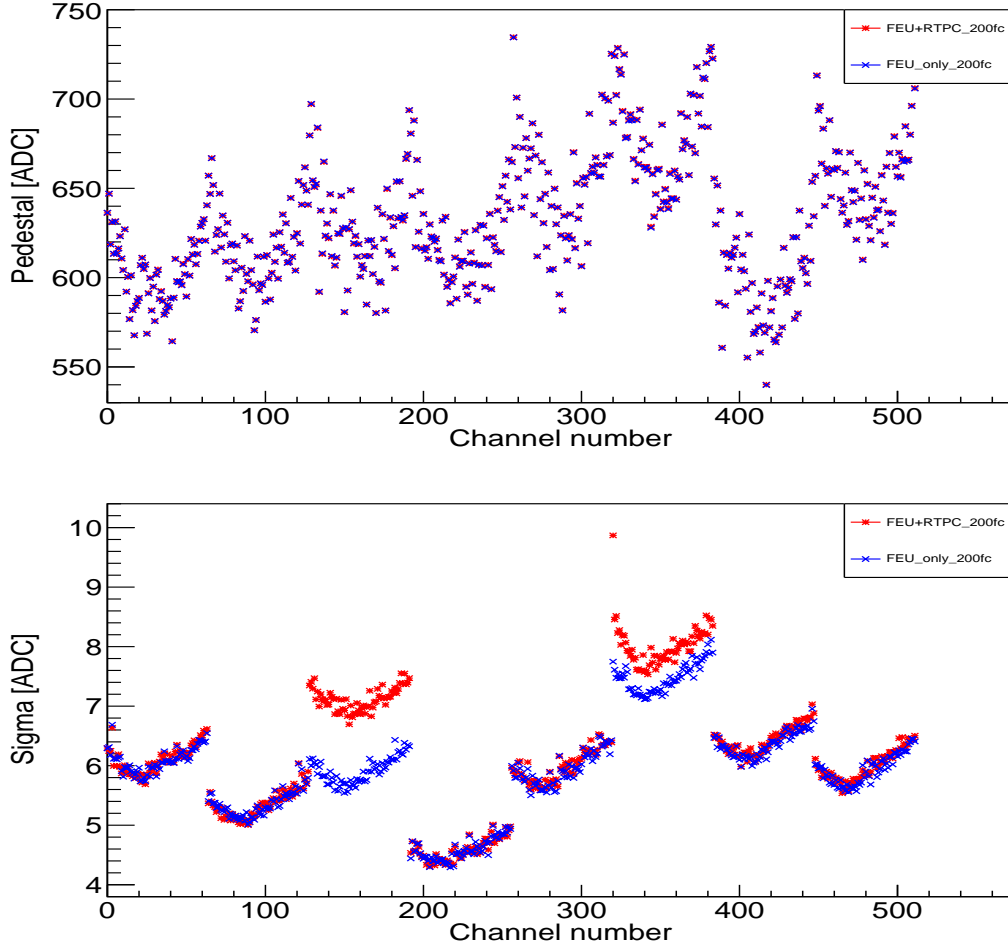 750
700
650
600
550
0 100 200 300 400 500
Pedestal [ADC]
Channel number
FEU+RTPC_200fc
FEU_only_200fc
10
9
8
7
6
5
4
0 100 200 300 400 500
Sigma [ADC]
Channel number
FEU+RTPC_200fc
FEU_only_200fc